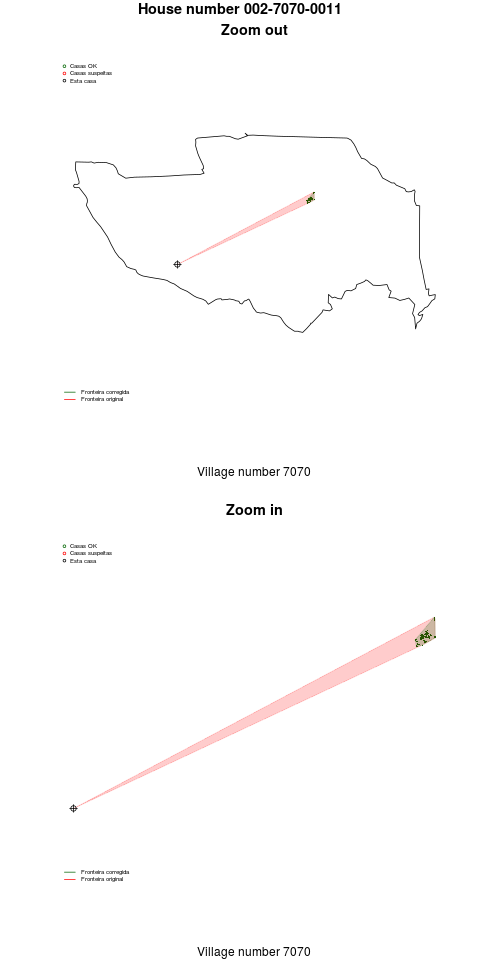 House number 002-7070-0011
Zoom out
Casas OK
Casas suspeitas
Esta casa
Fronteira corregida
Fronteira original
Village number 7070
Zoom in
Casas OK
Casas suspeitas
Esta casa
Fronteira corregida
Fronteira original
Village number 7070